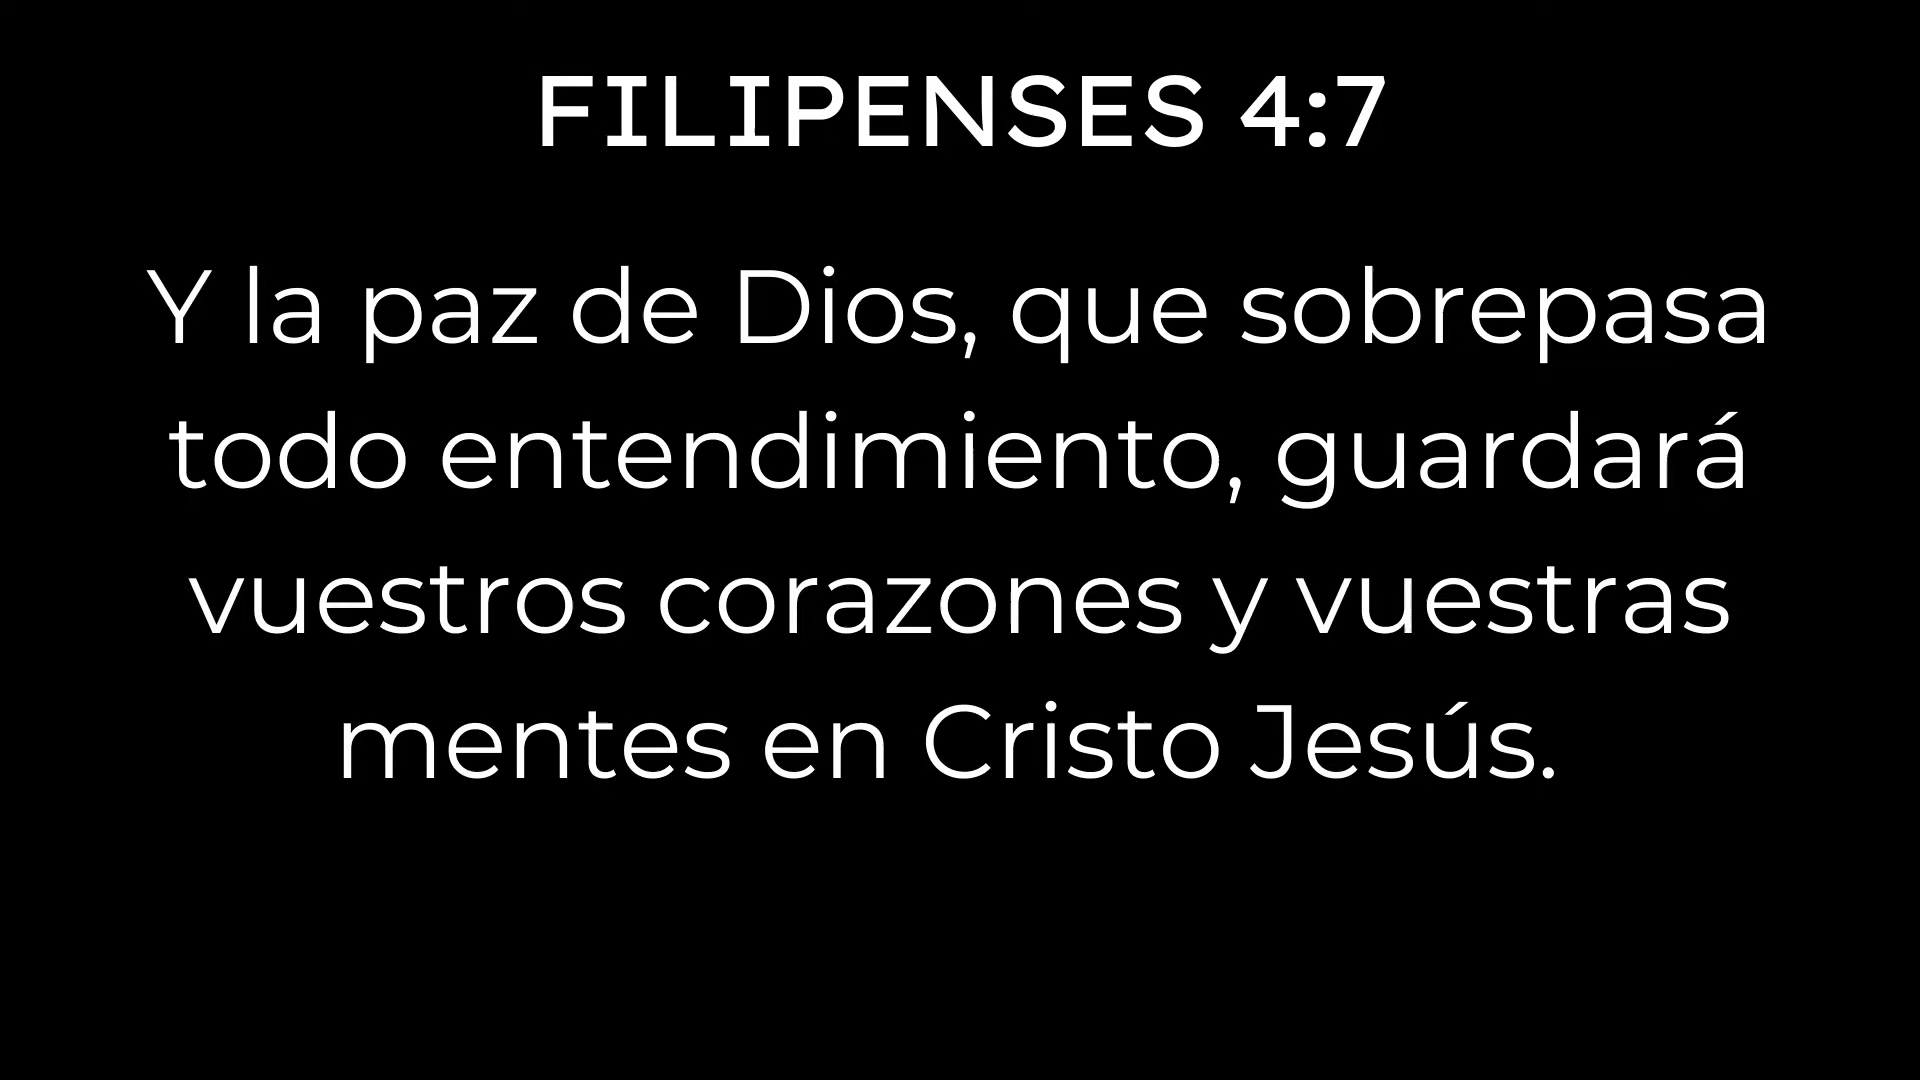 FILIPENSES 4:7
Y la paz de Dios, que sobrepasa
todo entendimiento, guardará
vuestros corazones y vuestras
mentes en Cristo Jesús.